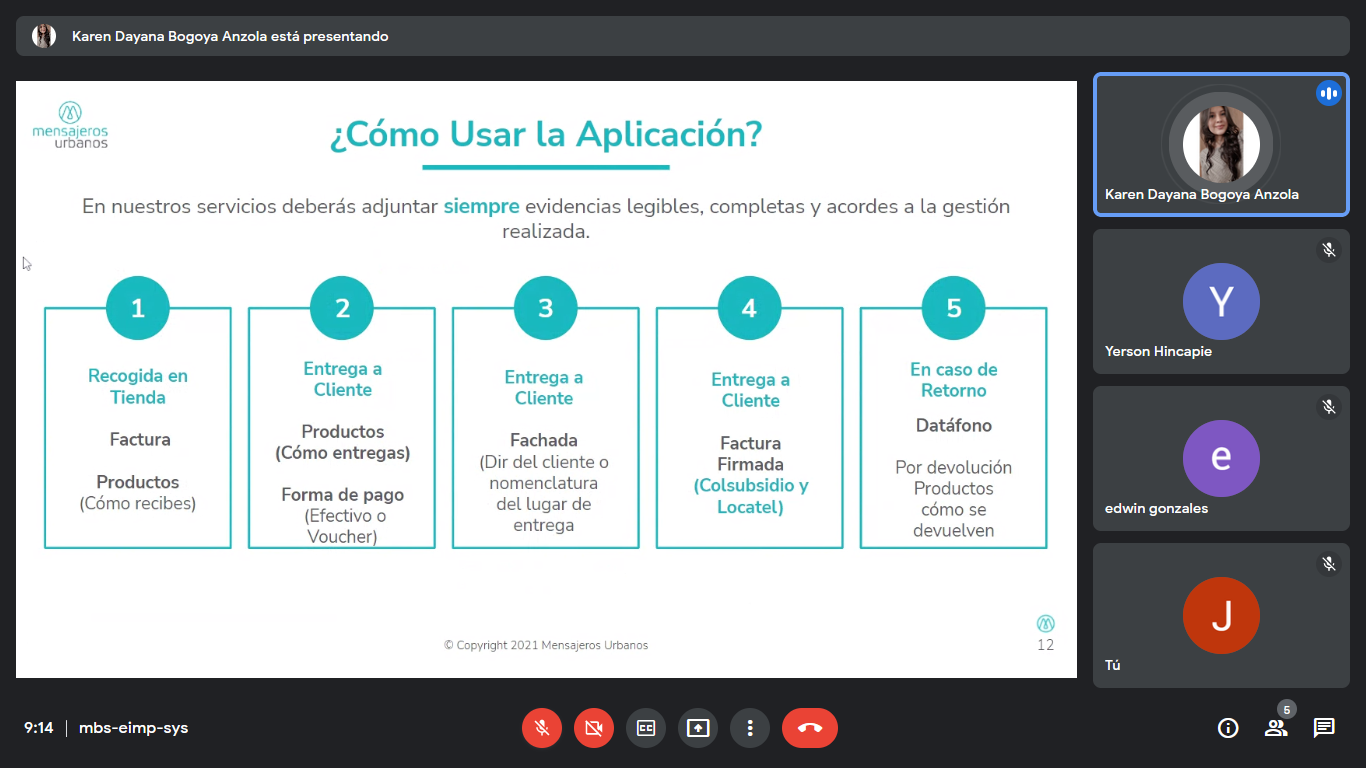 Karen Dayana Bogoya Anzola está presentando
mensajeros
urbanos
¿Cómo Usar la Aplicación?
En nuestros servicios deberás adjuntar siempre evidencias legibles, completas y acordes a la gestión
realizada.
1
Recogida en
Tienda
Factura
Productos
(Cómo recibes)
2
Entrega a
Cliente
Productos
(Cómo entregas)
Forma de pago
(Efectivo o
Voucher)
3
Entrega a
Cliente
Fachada
(Dir del cliente o
nomenclatura
del lugar de
entrega
4
Entrega a
Cliente
Factura
Firmada
(Colsubsidio y
Locatel)
5
En caso de
Retorno
Datáfono
Por devolución
Productos
cómo se
devuelven
© Copyright 2021 Mensajeros Urbanos
12
Karen Dayana Bogoya Anzola
Y
Yerson Hincapie
e
edwin gonzales
J
Tú
9:14 | mbs-eimp-sys
CC
5